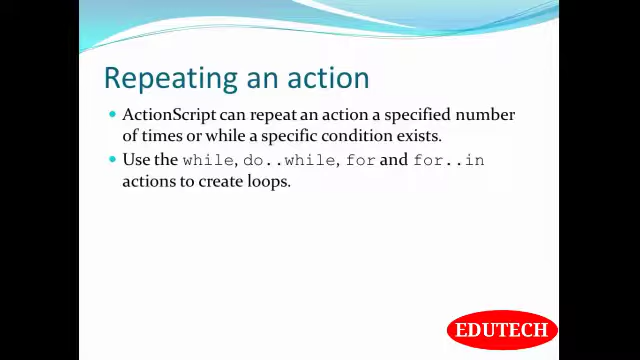 Repeating an action
ActionScript can repeat an action a specified number
of times or while a specific condition exists.
Use the while, do..while, for and for..in
actions to create loops.
EDUTECH